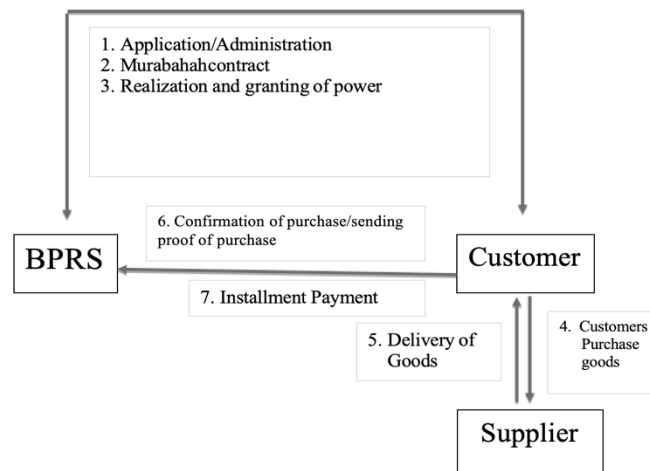 1. Application/Administration
2. Murabahahcontract
3. Realization and granting of power
6. Confirmation of purchase/sending
proof of purchase
BPRS
Customer
7. Installment Payment
5. Delivery of
Goods
4. Customers
Purchase
goods
Supplier